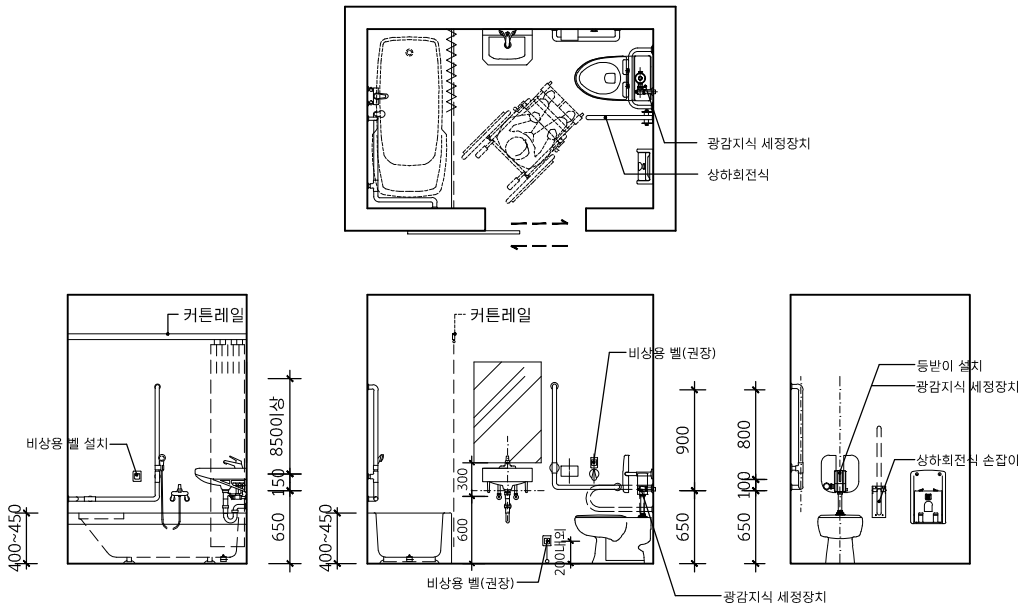 광감지식 세정장치
상하회전식
커튼레일
비상용 벨 설치
850이상
150
650
400~450
커튼레일
비상용 벨(권장)
300
600
400~450
200내외
비상용 벨(권장)
900
650
광감지식 세정장치
등받이 설치
광감지식 세정장치
상하회전식 손잡이
800
100
650